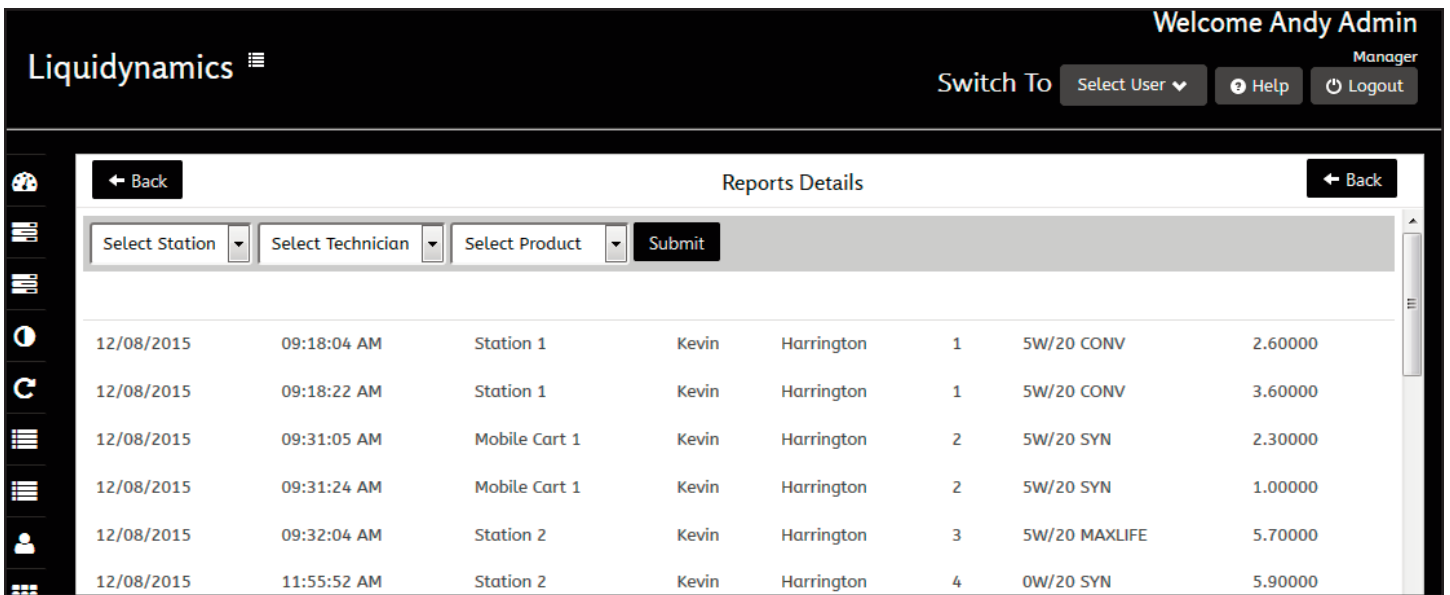 Welcome Andy Admin
Liquidynamics
Manager
Switch To Select User Help Logout
Back Reports Details Back
Select Station Select Technician Select Product Submit
12/08/2015 09:18:04 AM Station 1 Kevin Harrington 1 5W/20 CONV 2.60000
12/08/2015 09:18:22 AM Station 1 Kevin Harrington 1 5W/20 CONV 3.60000
12/08/2015 09:31:05 AM Mobile Cart 1 Kevin Harrington 2 5W/20 SYN 2.30000
12/08/2015 09:31:24 AM Mobile Cart 1 Kevin Harrington 2 5W/20 SYN 1.00000
12/08/2015 09:32:04 AM Station 2 Kevin Harrington 3 5W/20 MAXLIFE 5.70000
12/08/2015 11:55:52 AM Station 2 Kevin Harrington 4 0W/20 SYN 5.90000